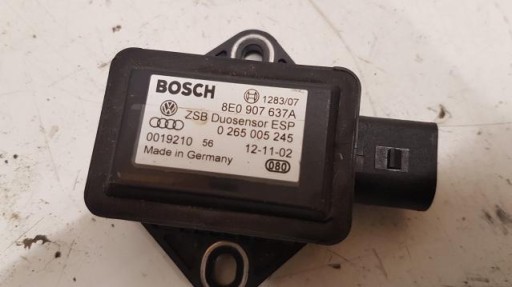 BOSCH 1283/07
8E0 907 637A
ZSB Duosensor ESP
0 265 005 245
0019210 56 12-11-02
Made in Germany 080